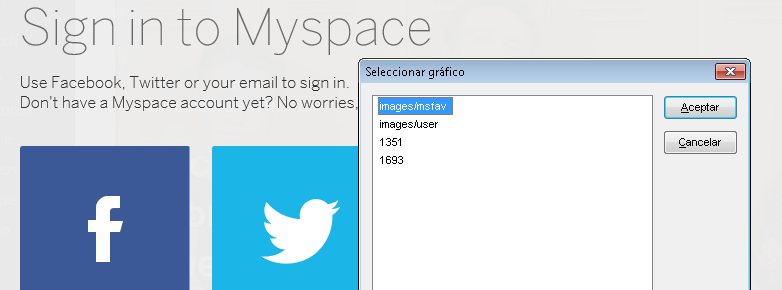 Sign in to Myspace
Use Facebook, Twitter or your email to sign in.
Don't have a Myspace account yet? No worries,
Seleccionar gráfico
images/msfav
images/user
1351
1693
Aceptar
Cancelar